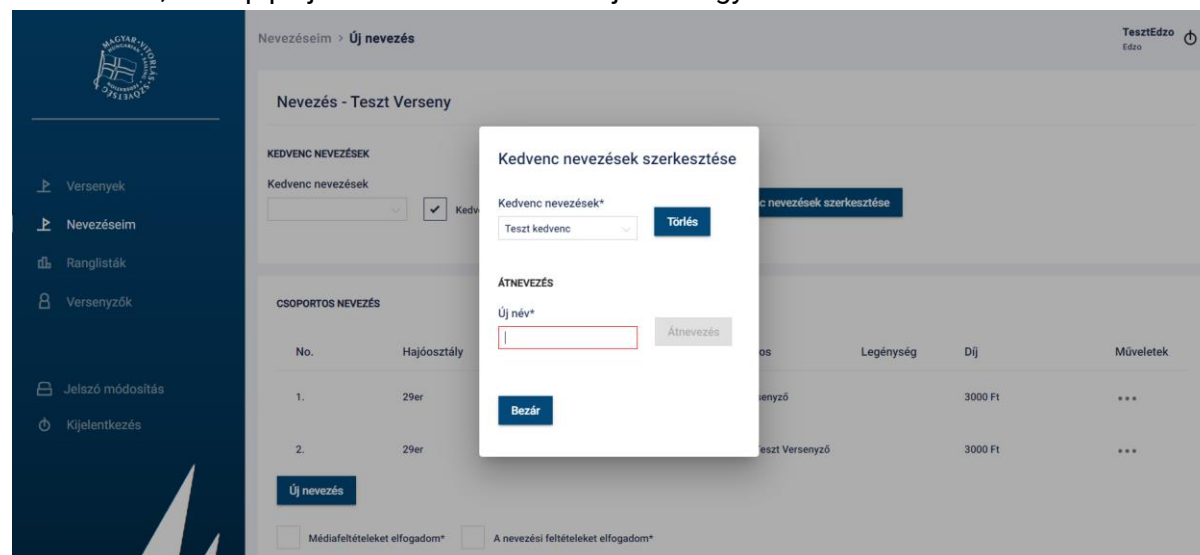 MAGYAR VITORLÁS SZÖVETSÉG
Nevezéseim > Új nevezés
TesztEdzo
Edzo
Nevezés - Teszt Verseny
KEDVENC NEVEZÉSEK
Kedvenc nevezések
nevezések szerkesztése
Versenyek
Nevezéseim
Ranglisták
Versenyzők
Jelszó módosítás
Kijelentkezés
Kedvenc nevezések szerkesztése
Kedvenc nevezések*
Teszt kedvenc
Törlés
ÁTNEVEZÉS
Új név*
Átnevezés
Bezár
CSOPORTOS NEVEZÉS
No. Hajóosztály Legénység Díj Műveletek
1. 29er 3000 Ft •••
2. 29er Teszt Versenyző 3000 Ft •••
Új nevezés
Médiafeltételeket elfogadom* A nevezési feltételeket elfogadom*